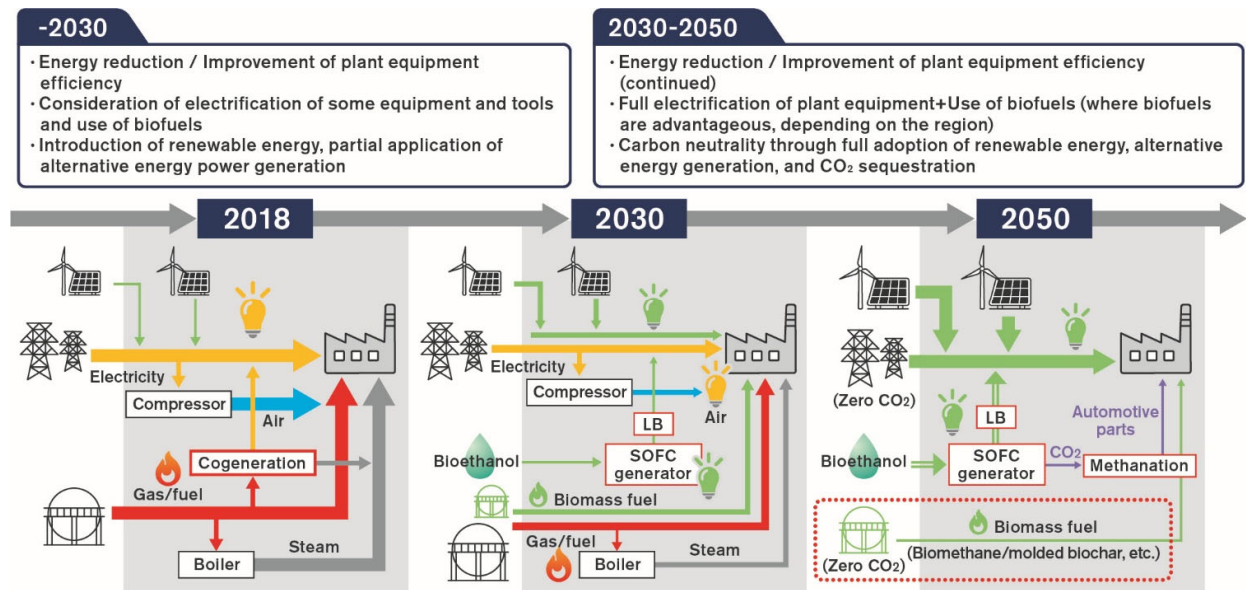 -2030
· Energy reduction / Improvement of plant equipment
efficiency
· Consideration of electrification of some equipment and tools
and use of biofuels
· Introduction of renewable energy, partial application of
alternative energy power generation
2030-2050
· Energy reduction / Improvement of plant equipment efficiency
(continued)
· Full electrification of plant equipment+Use of biofuels (where biofuels
are advantageous, depending on the region)
· Carbon neutrality through full adoption of renewable energy, alternative
energy generation, and CO₂ sequestration
2018
Electricity
Compressor
Air
Cogeneration
Gas/fuel
Steam
Boiler
2030
Electricity
Compressor
Air
LB
Bioethanol
SOFC
generator
Biomass fuel
Gas/fuel
Steam
Boiler
2050
(Zero CO₂)
Automotive
parts
LB
Bioethanol
SOFC
generator
CO₂
Methanation
Biomass fuel
(Biomethane/molded biochar, etc.)
(Zero CO₂)